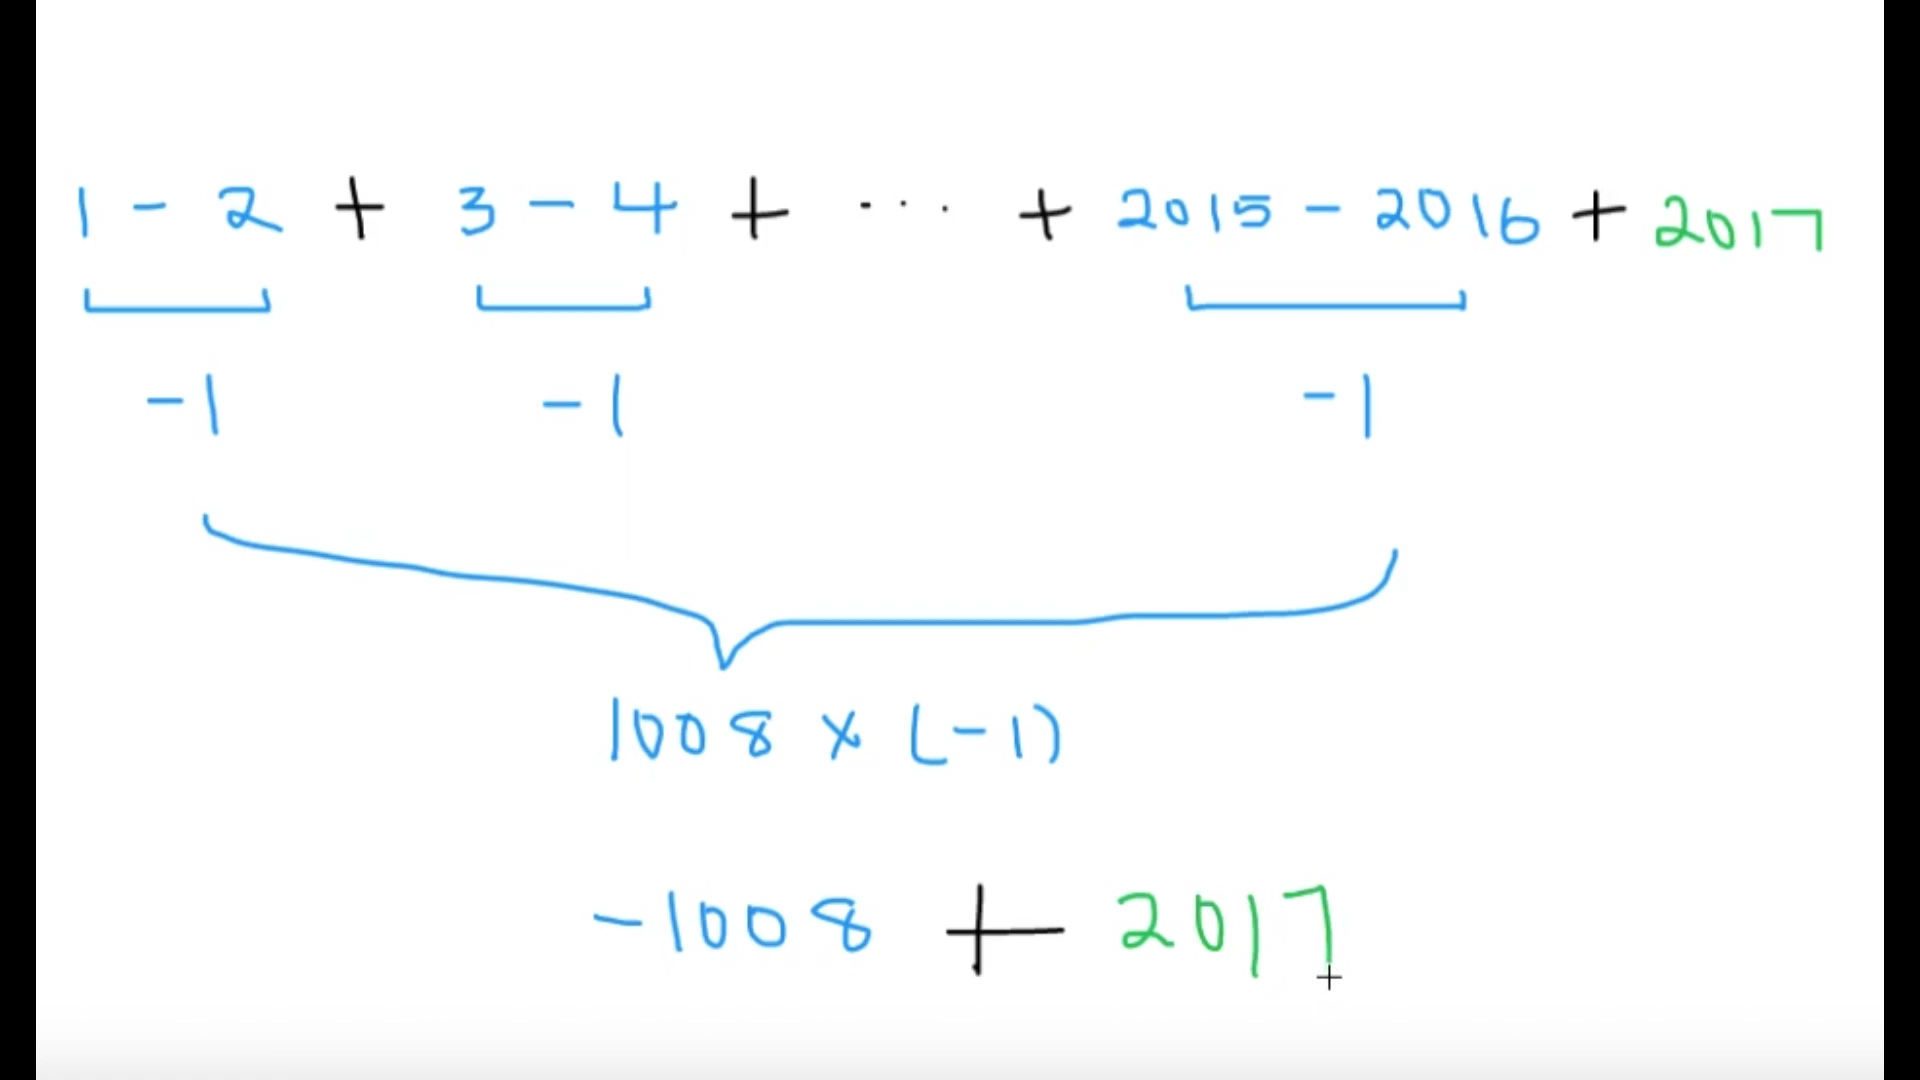 1 - 2 + 3 - 4 + ... + 2015 - 2016 + 2017
-1 -1 -1
1008 x (-1)
-1008 + 2017